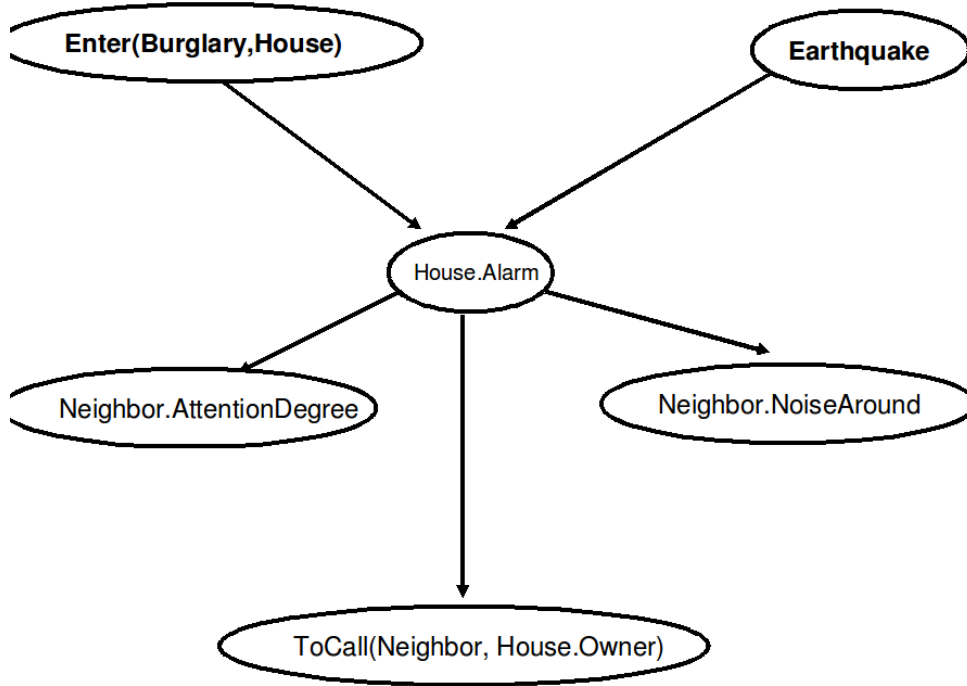 Enter(Burglary,House)
Earthquake
House.Alarm
Neighbor.AttentionDegree
Neighbor.NoiseAround
ToCall(Neighbor, House.Owner)